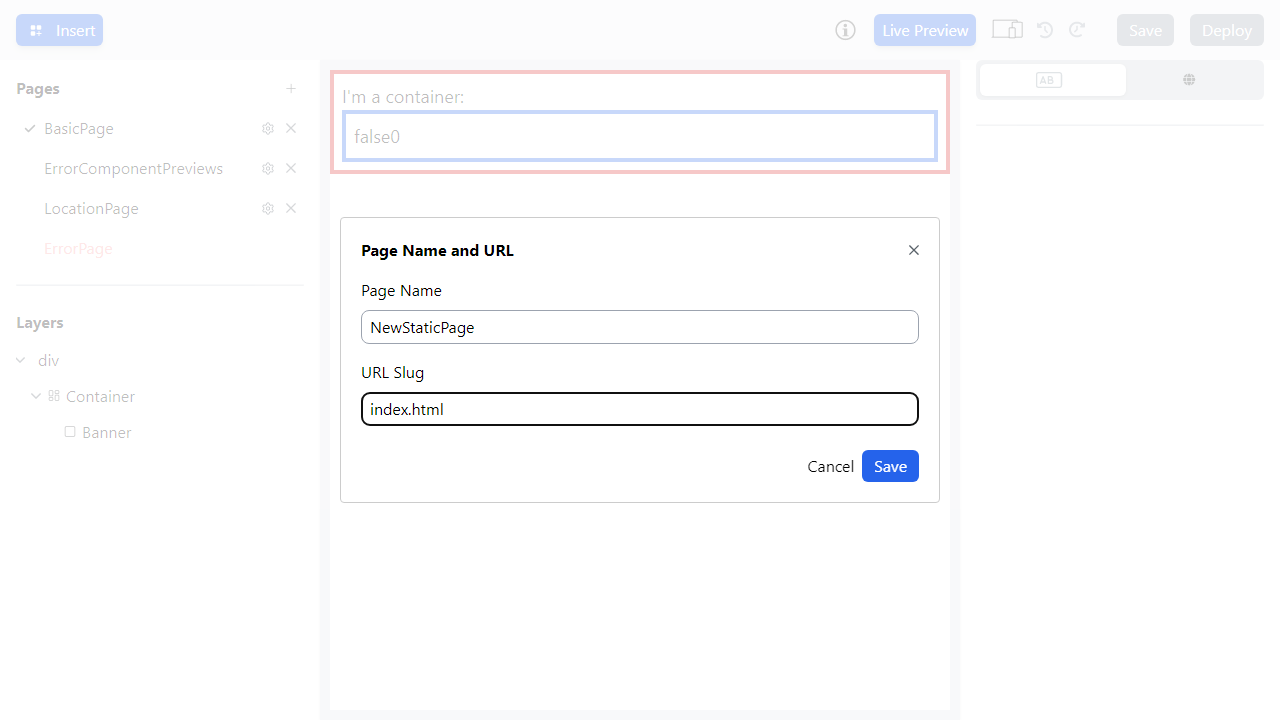 Insert
Live Preview
Save
Deploy
Pages
BasicPage
ErrorComponentPreviews
LocationPage
ErrorPage
Layers
div
Container
Banner
I'm a container:
false0
Page Name and URL
Page Name
NewStaticPage
URL Slug
index.html
Cancel
Save
AB